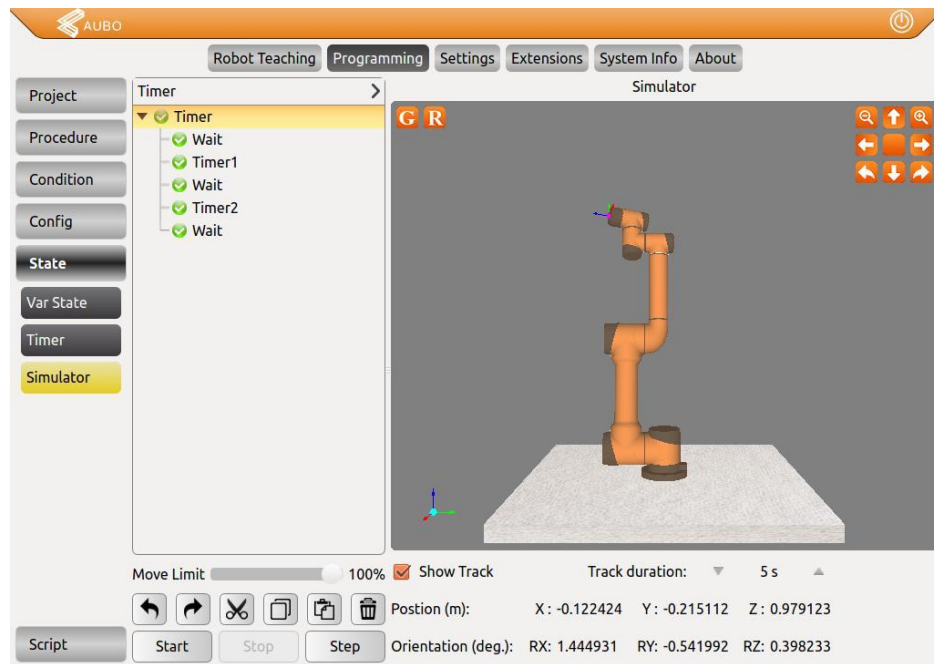 AUBO
Robot Teaching Programming Settings Extensions System Info About
Project
Procedure
Condition
Config
State
Var State
Timer
Simulator
Script
Timer
Timer
Wait
Timer1
Wait
Timer2
Wait
Move Limit 100%
Start Stop Step
Simulator
G R
Show Track Track duration: 5 s
Postion (m): X : -0.122424 Y : -0.215112 Z : 0.979123
Orientation (deg.): RX: 1.444931 RY: -0.541992 RZ: 0.398233